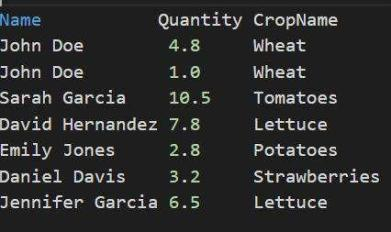 Name Quantity CropName
John Doe 4.8 Wheat
John Doe 1.0 Wheat
Sarah Garcia 10.5 Tomatoes
David Hernandez 7.8 Lettuce
Emily Jones 2.8 Potatoes
Daniel Davis 3.2 Strawberries
Jennifer Garcia 6.5 Lettuce